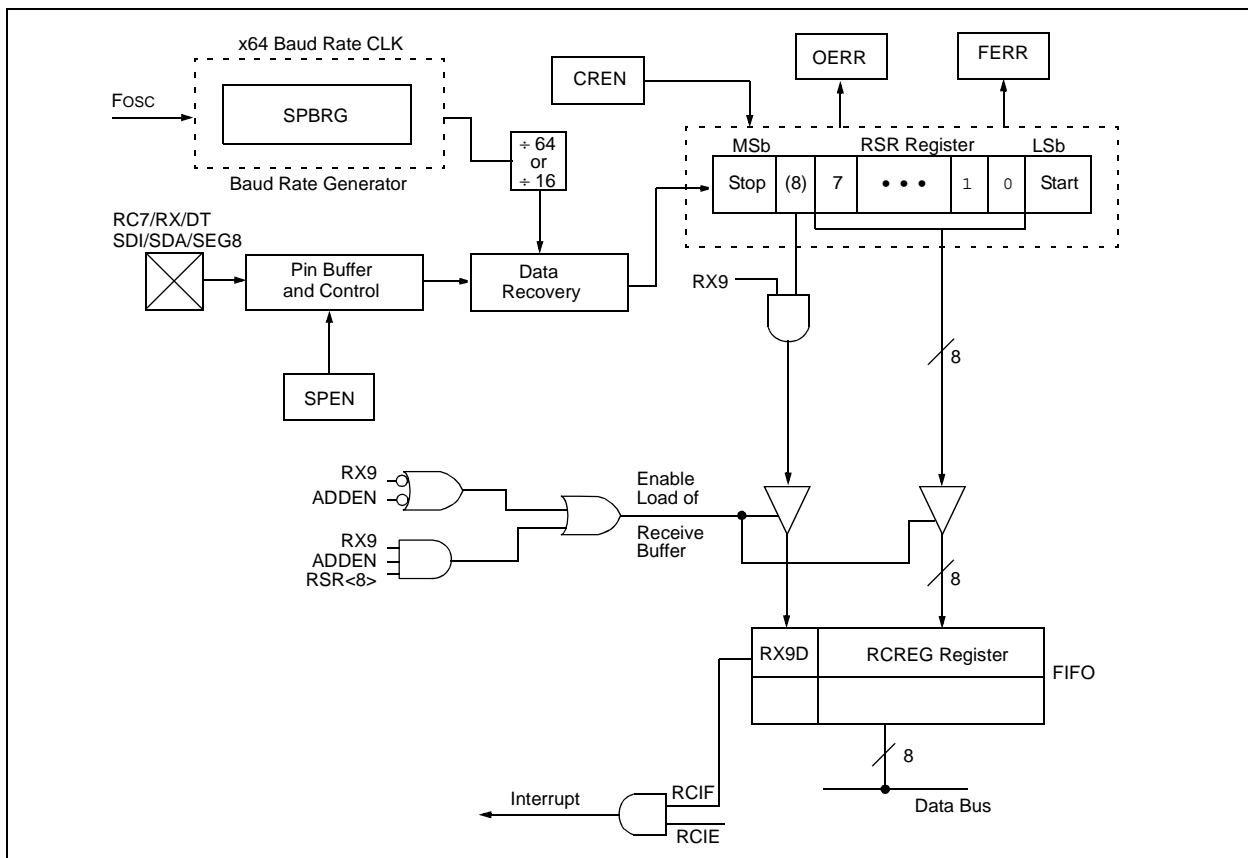 x64 Baud Rate CLK
FOSC
SPBRG
Baud Rate Generator
÷ 64
or
÷ 16
CREN
OERR
FERR
MSb
RSR Register
LSb
Stop
(8)
7
• • •
1
0
Start
RC7/RX/DT
SDI/SDA/SEG8
Pin Buffer
and Control
Data
Recovery
SPEN
RX9
8
RX9
ADDEN
RX9
ADDEN
RSR<8>
Enable
Load of
Receive
Buffer
8
RX9D
RCREG Register
FIFO
8
Data Bus
Interrupt
RCIF
RCIE